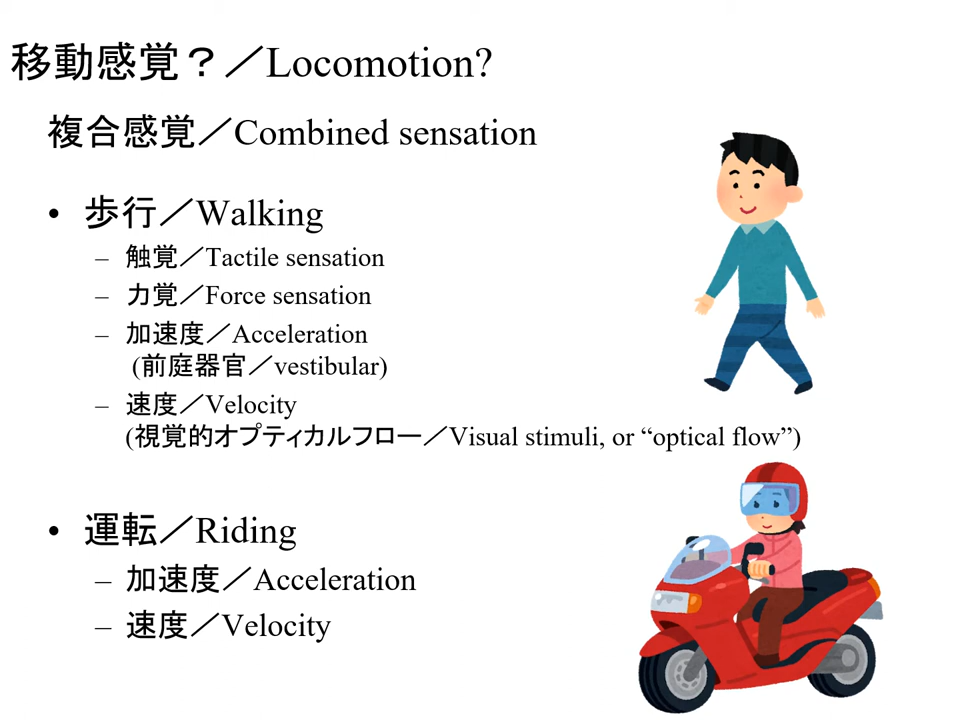 移動感覚？／Locomotion?
複合感覚／Combined sensation
• 歩行／Walking
– 触覚／Tactile sensation
– 力覚／Force sensation
– 加速度／Acceleration
(前庭器官／vestibular)
– 速度／Velocity
(視覚的オプティカルフロー／Visual stimuli, or “optical flow”)
• 運転／Riding
– 加速度／Acceleration
– 速度／Velocity